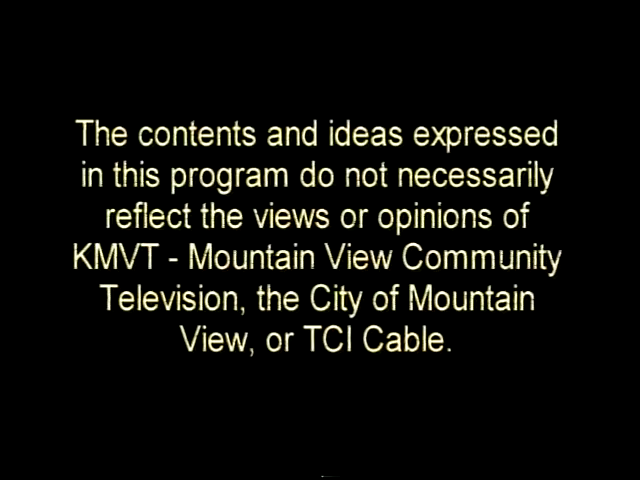 The contents and ideas expressed
in this program do not necessarily
reflect the views or opinions of
KMVT - Mountain View Community
Television, the City of Mountain
View, or TCI Cable.